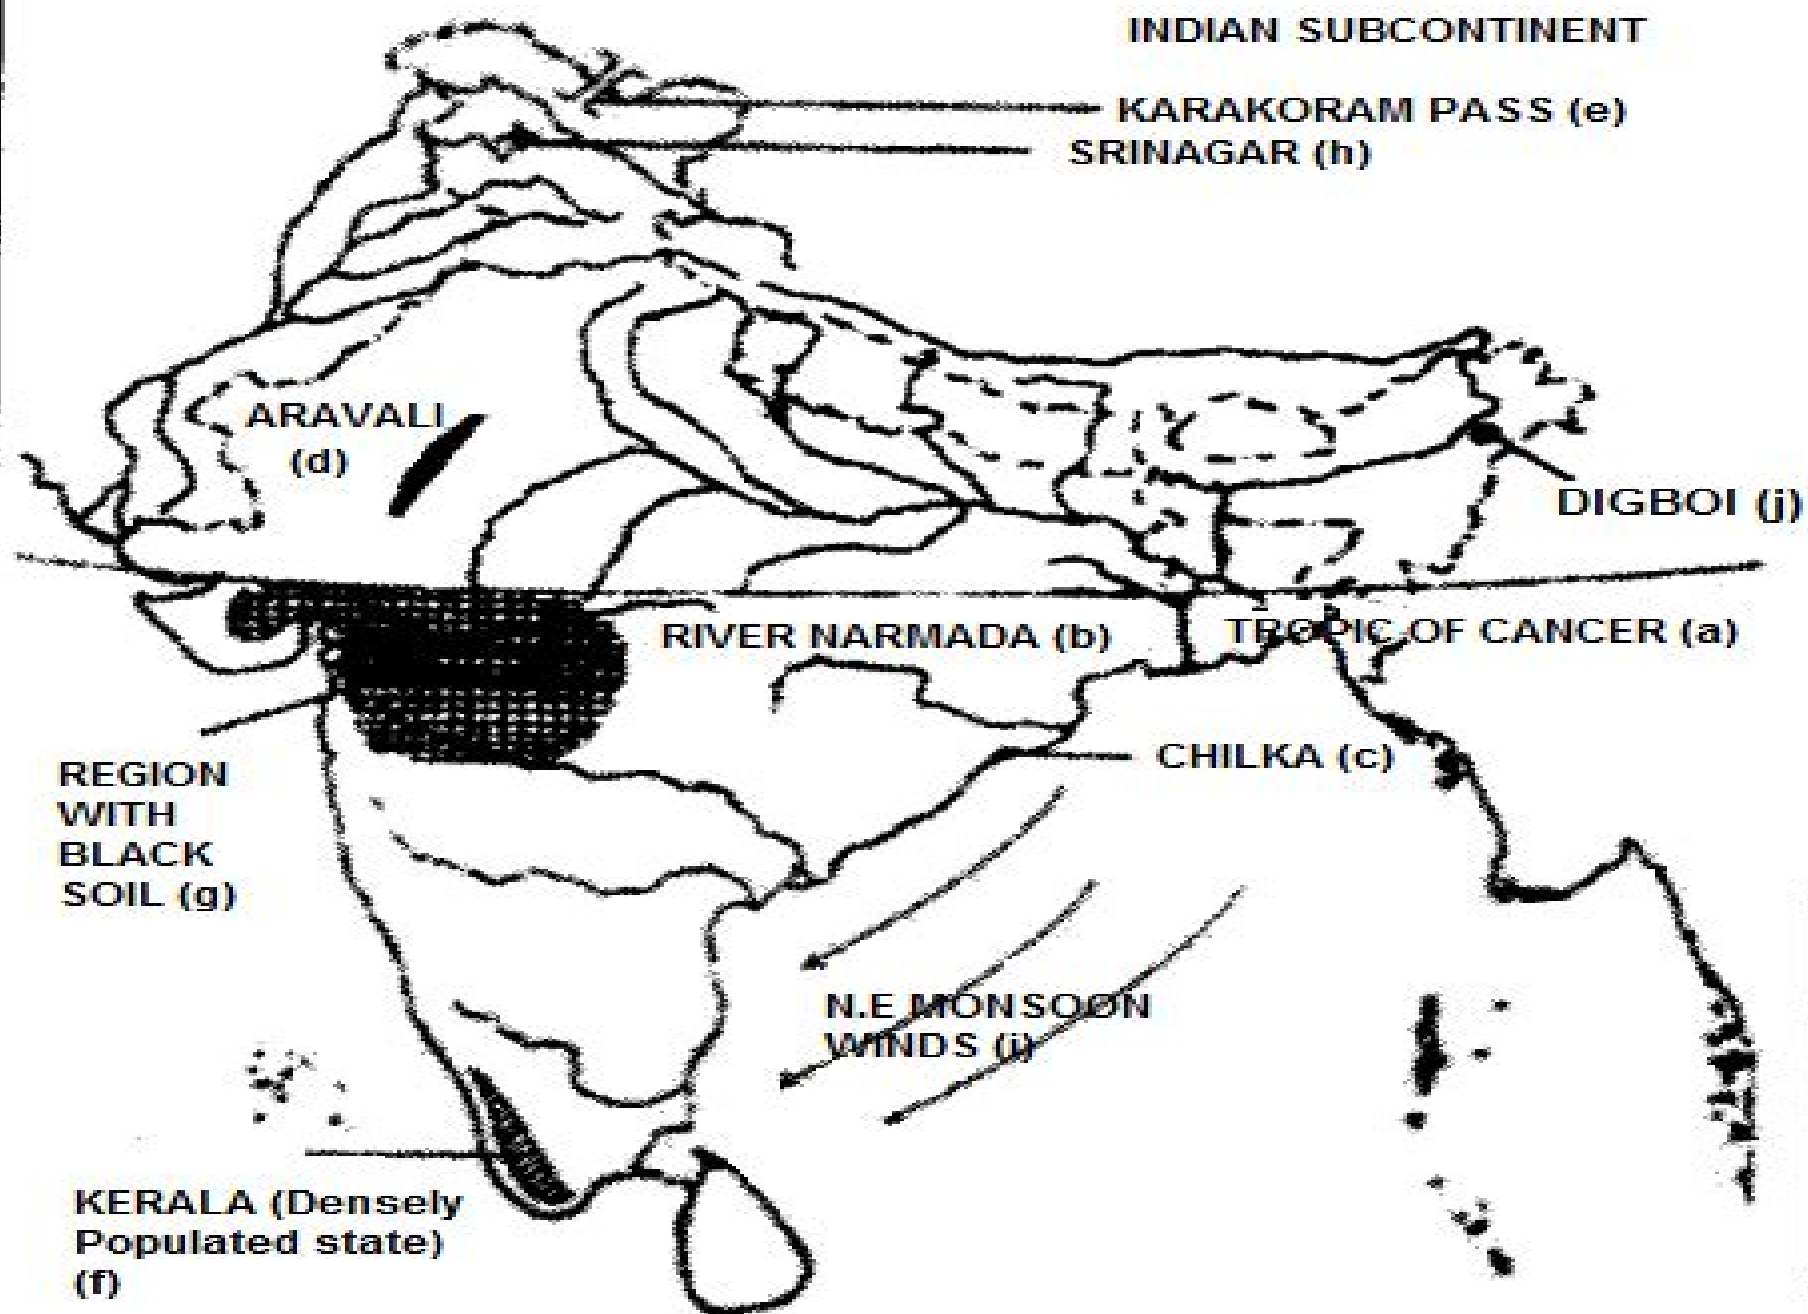 INDIAN SUBCONTINENT
KARAKORAM PASS (e)
SRINAGAR (h)
ARAVALI
(d)
DIGBOI (j)
RIVER NARMADA (b)
TROPIC OF CANCER (a)
CHILKA (c)
REGION
WITH
BLACK
SOIL (g)
N.E MONSOON
WINDS (i)
KERALA (Densely
Populated state)
(f)